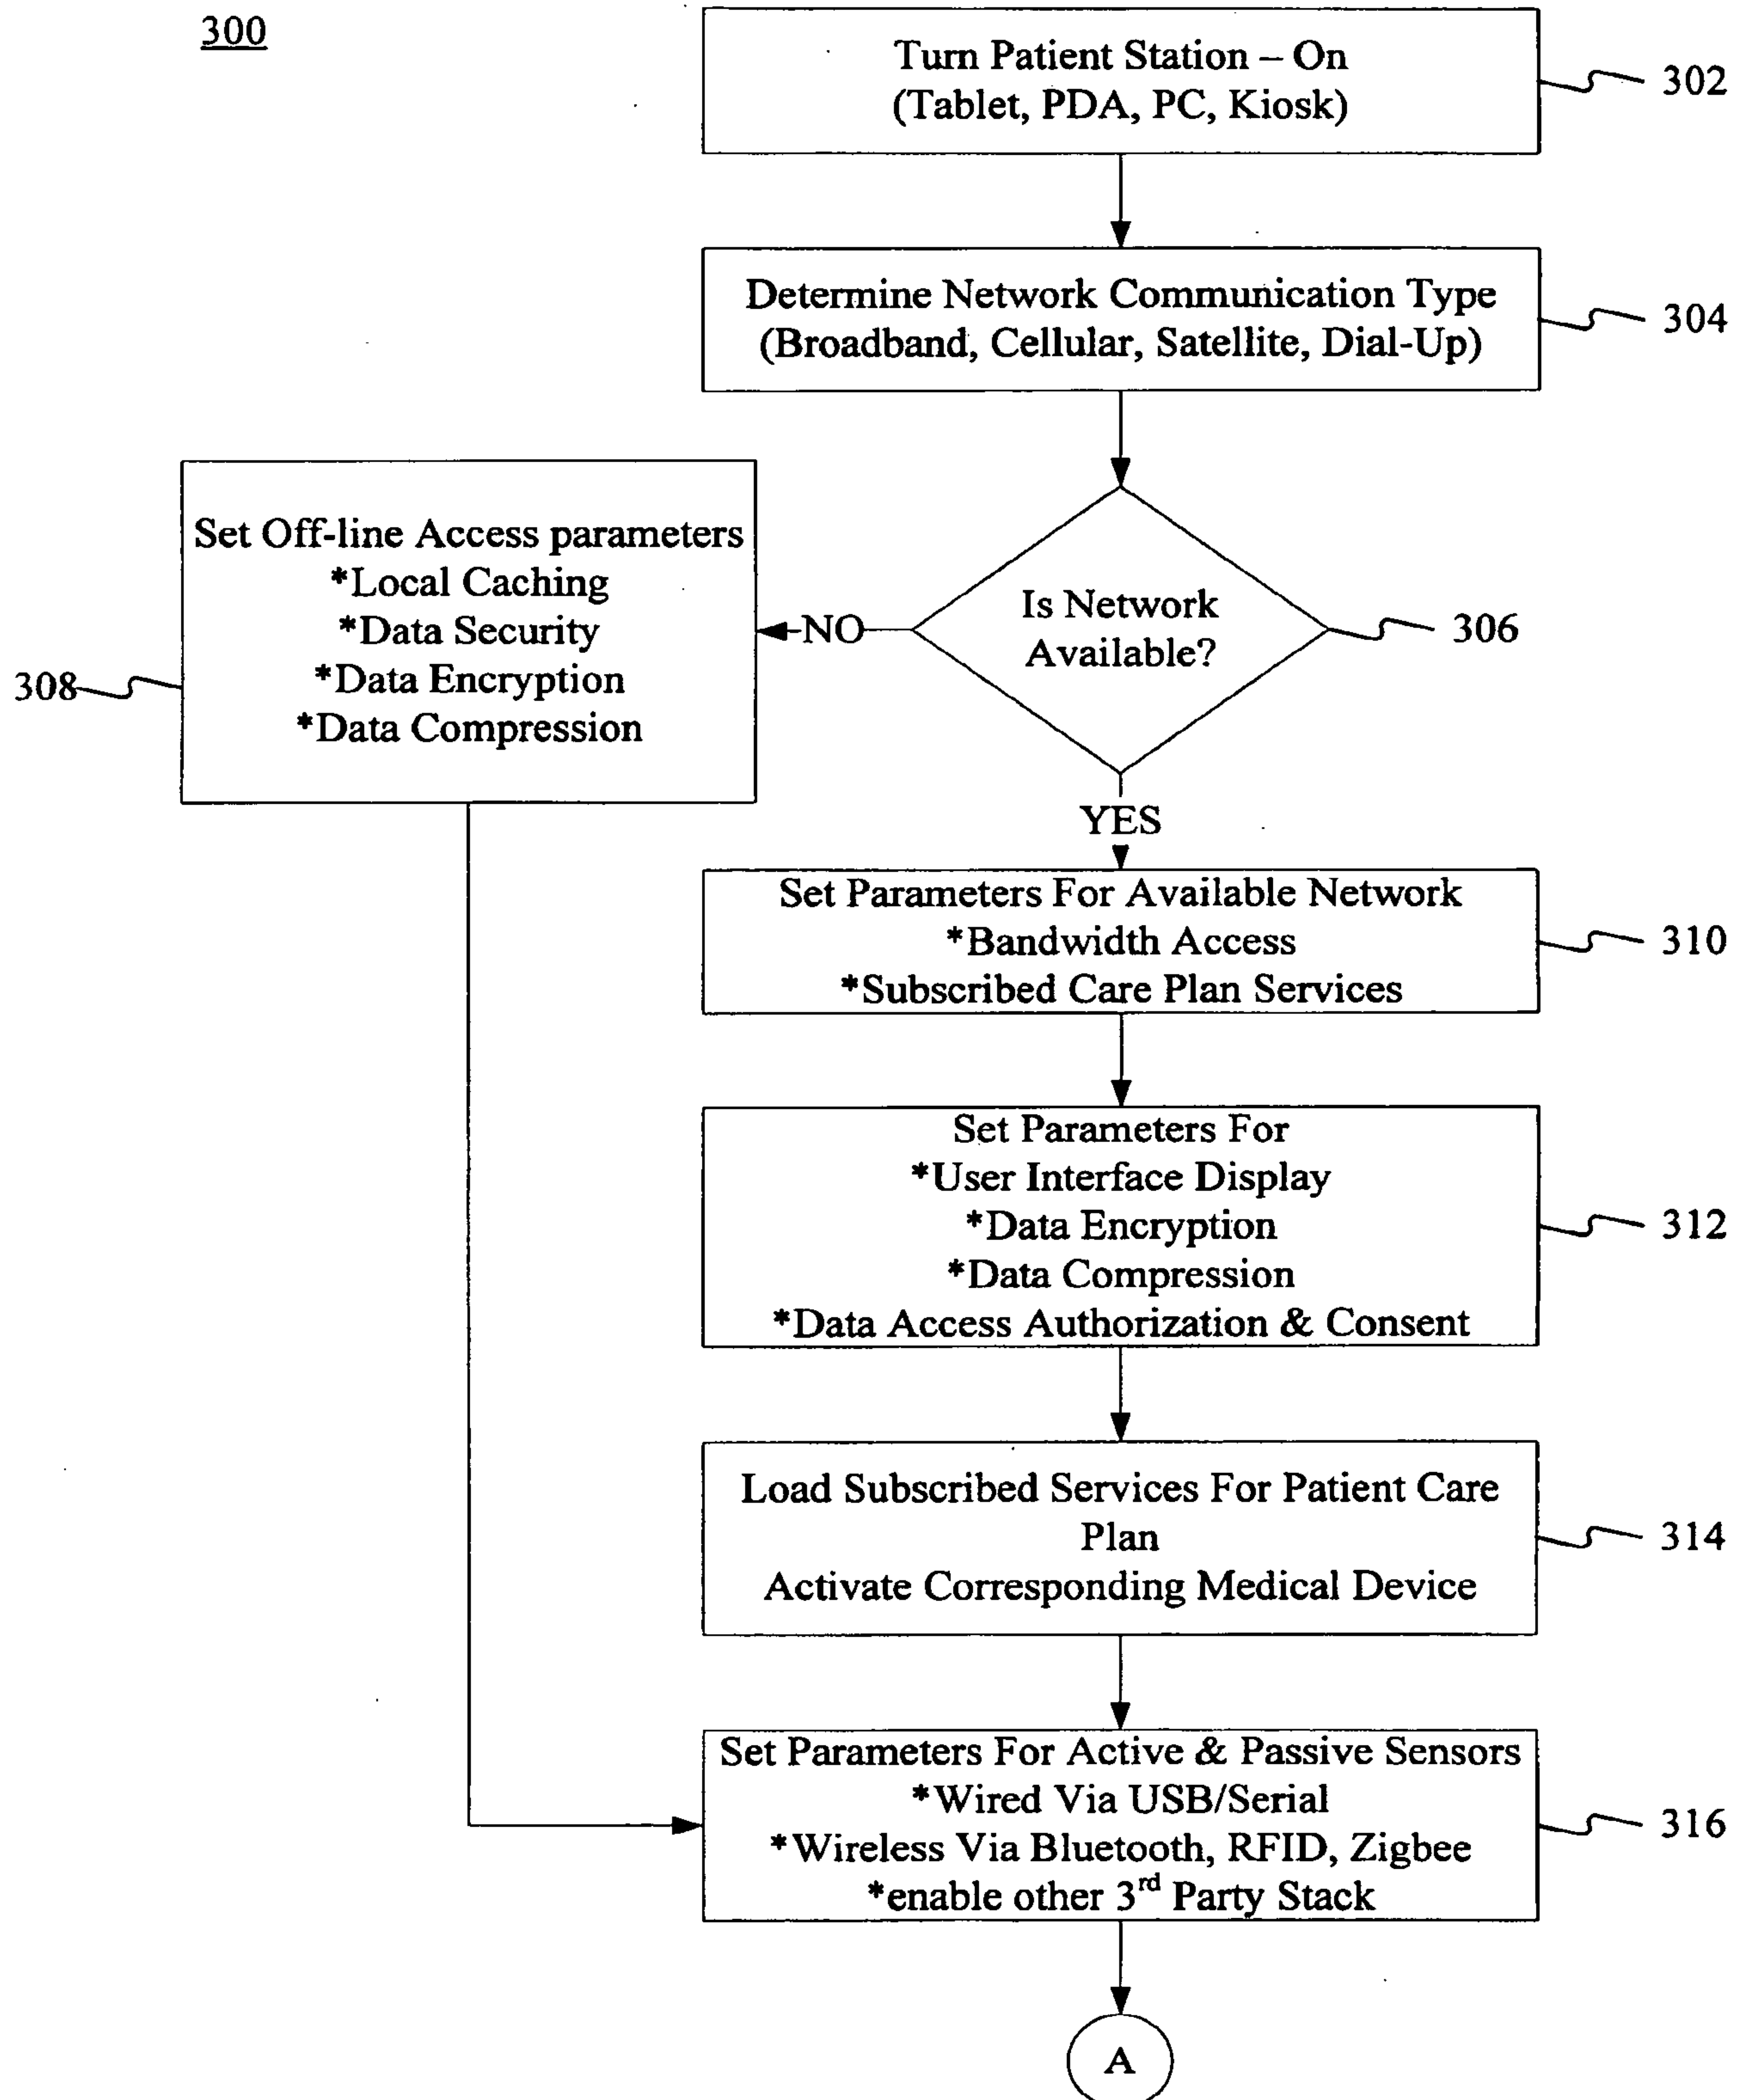 300
Turn Patient Station – On
(Tablet, PDA, PC, Kiosk)
302
Determine Network Communication Type
(Broadband, Cellular, Satellite, Dial-Up)
304
Is Network
Available?
306
NO
Set Off-line Access parameters
*Local Caching
*Data Security
*Data Encryption
*Data Compression
308
YES
Set Parameters For Available Network
*Bandwidth Access
*Subscribed Care Plan Services
310
Set Parameters For
*User Interface Display
*Data Encryption
*Data Compression
*Data Access Authorization & Consent
312
Load Subscribed Services For Patient Care
Plan
Activate Corresponding Medical Device
314
Set Parameters For Active & Passive Sensors
*Wired Via USB/Serial
*Wireless Via Bluetooth, RFID, Zigbee
*enable other 3rd Party Stack
316
A